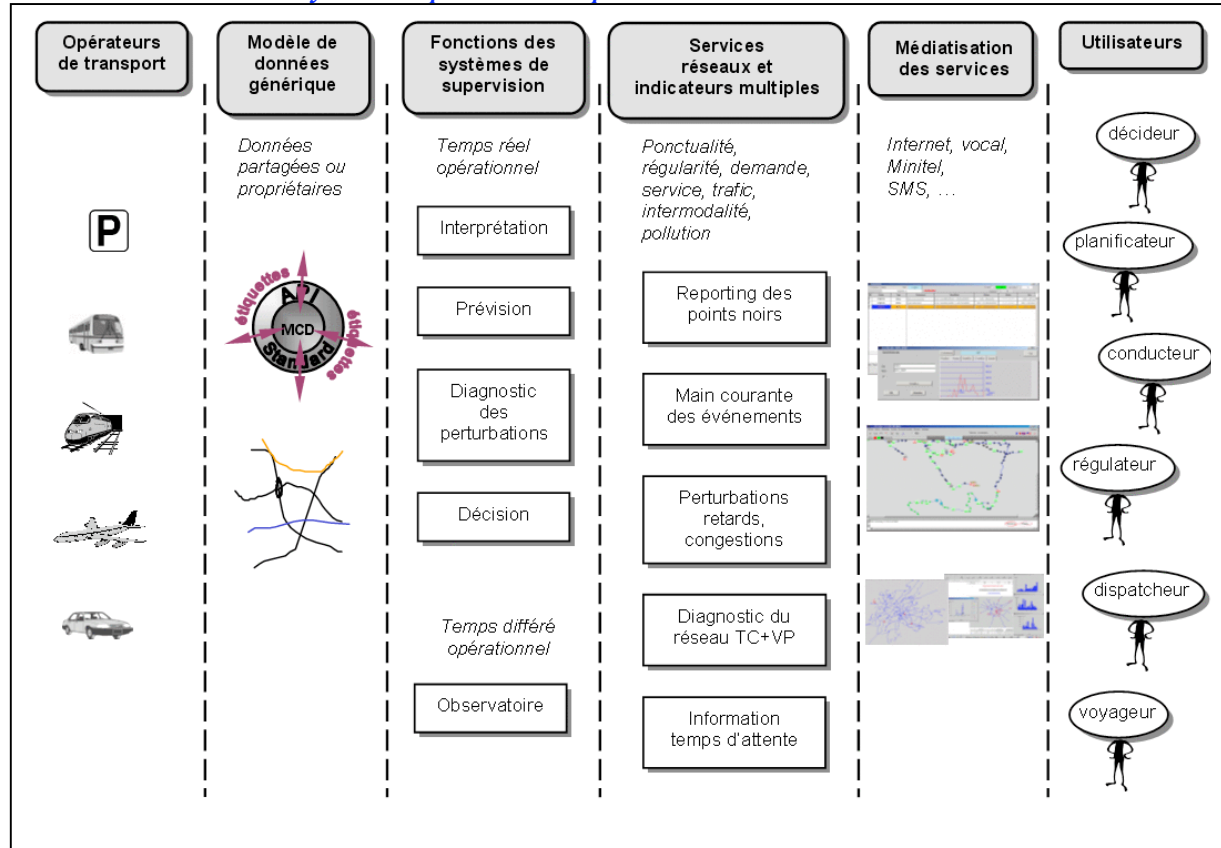 Opérateurs
de transport
Modèle de
données
générique
Fonctions des
systèmes de
supervision
Services
réseaux et
indicateurs multiples
Médiatisation
des services
Utilisateurs
Données
partagées ou
propriétaires
Temps réel
opérationnel
Ponctualité,
régularité, demande,
service, trafic,
intermodalité,
pollution
Internet, vocal,
Minitel,
SMS, …
P
étiquettes
API
MCD
Standard
étiquettes
Interprétation
Prévision
Diagnostic
des
perturbations
Décision
Temps différé
opérationnel
Observatoire
Reporting des
points noirs
Main courante
des événements
Perturbations
retards,
congestions
Diagnostic du
réseau TC+VP
Information
temps d'attente
décideur
planificateur
conducteur
régulateur
dispatcheur
voyageur